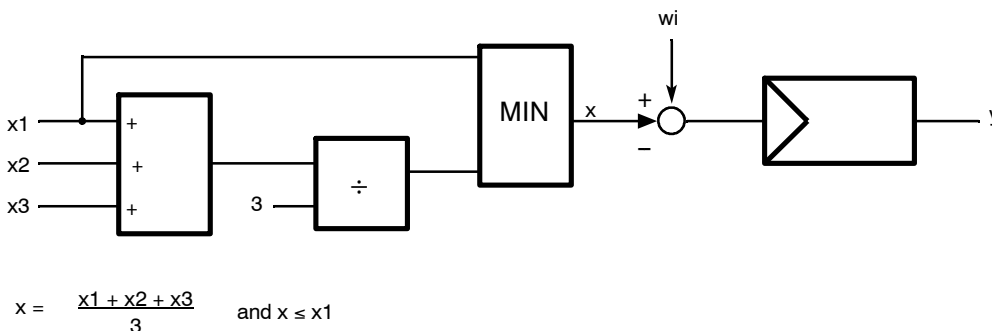 wi
MIN
x
+
−
y
x1
+
x2
+
x3
+
3
÷
x = x1 + x2 + x3 and x ≤ x1
3